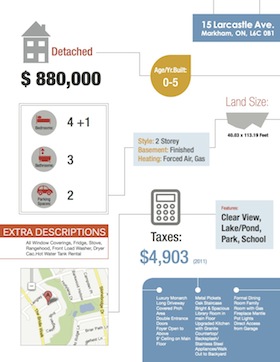 15 Larcastle Ave.
Markham, ON, L6C 0B1
Detached
$ 880,000
Age/Yr.Built:
0-5
Land Size:
40.03 x 113.19 Feet
Bedrooms
4 +1
3
Parking Spaces
2
Style: 2 Storey
Basement: Finished
Heating: Forced Air, Gas
EXTRA DESCRIPTIONS
All Window Coverings, Fridge, Stove,
Rangehood, Front Load Washer, Dryer
Cac,Hot Water Tank Rental
Taxes:
$4,903 (2011)
Features:
Clear View,
Lake/Pond,
Park, School
Luxury Monarch
Long Driveway
Covered Porch
Area
Double Entrance
Doors
Foyer Open to
Above
9' Ceiling on Main
Floor
Metal Pickets
Gas Staircase
Bright & Spacious
Library Room in
main Floor
Upgraded Kitchen
with Granite
Countertop/
Backsplash/
Stainless Steel
Appliances/Walk
Out to Backyard
Formal Dining
Room Family
Room with Gas
Fireplace Mantle
Pot Lights
Direct Access
from Garage